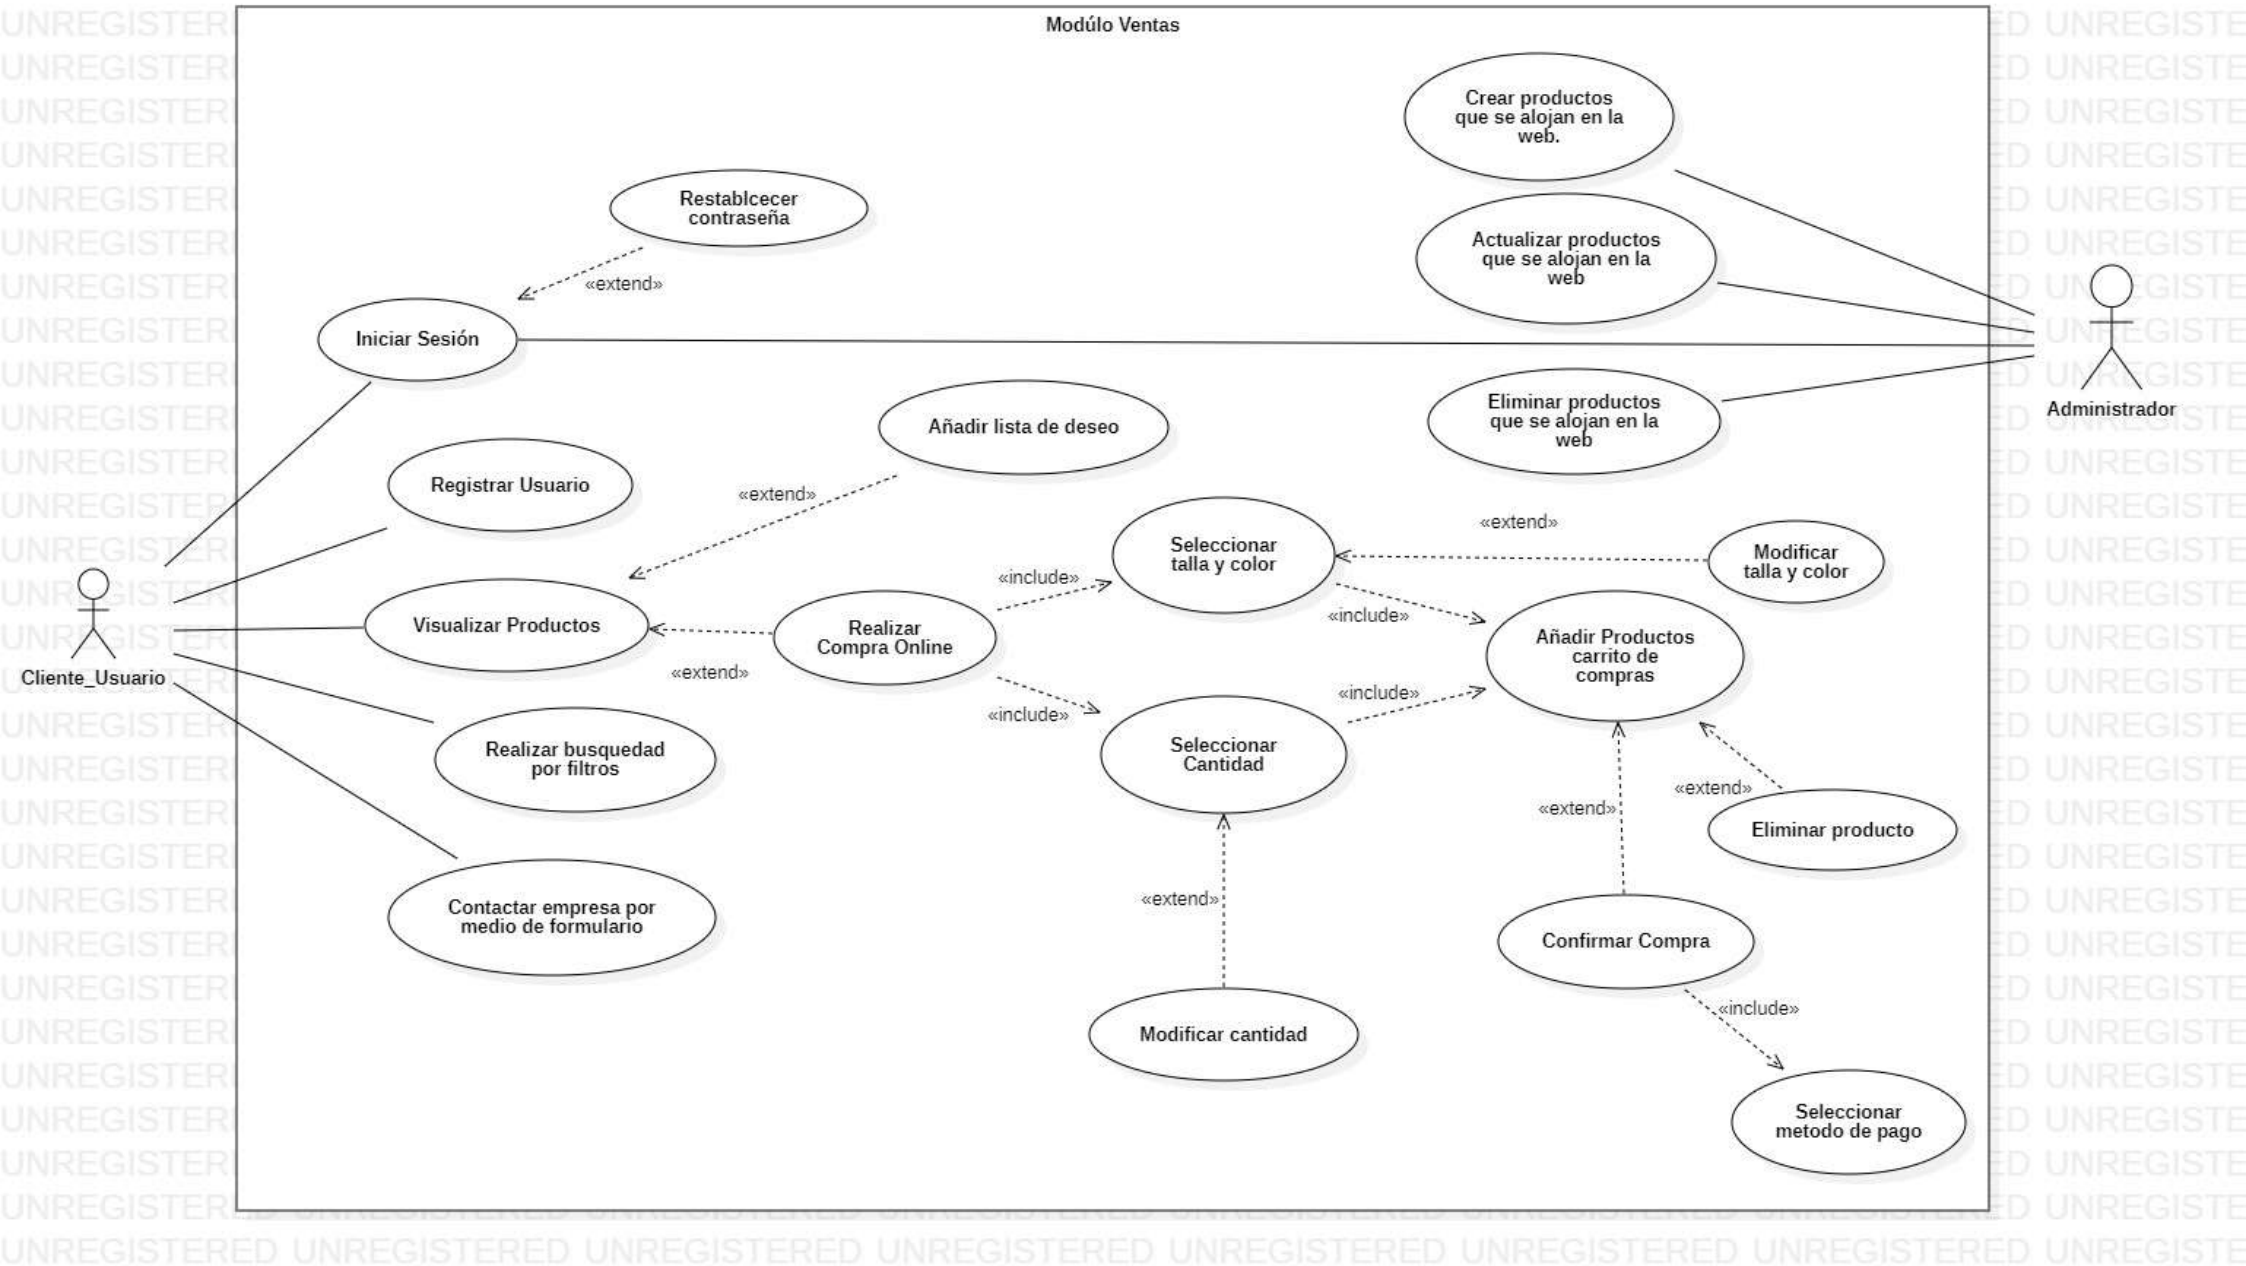 Modúlo Ventas
Crear productos
que se alojan en la
web.
Restablcecer
contraseña
Actualizar productos
que se alojan en la
web
«extend»
Iniciar Sesión
Eliminar productos
que se alojan en la
web
Administrador
Añadir lista de deseo
Registrar Usuario
«extend»
Seleccionar
talla y color
«extend»
Modificar
talla y color
«include»
«include»
Cliente_Usuario
Visualizar Productos
«extend»
Realizar
Compra Online
Añadir Productos
carrito de
compras
«include»
«include»
Realizar busquedad
por filtros
Seleccionar
Cantidad
«extend»
«extend»
Eliminar producto
Contactar empresa por
medio de formulario
«extend»
Confirmar Compra
«include»
Modificar cantidad
Seleccionar
metodo de pago
UNREGISTERED UNREGISTERED UNREGISTERED UNREGISTERED UNREGISTERED UNREGISTERED UNREGISTERED UNREGISTE